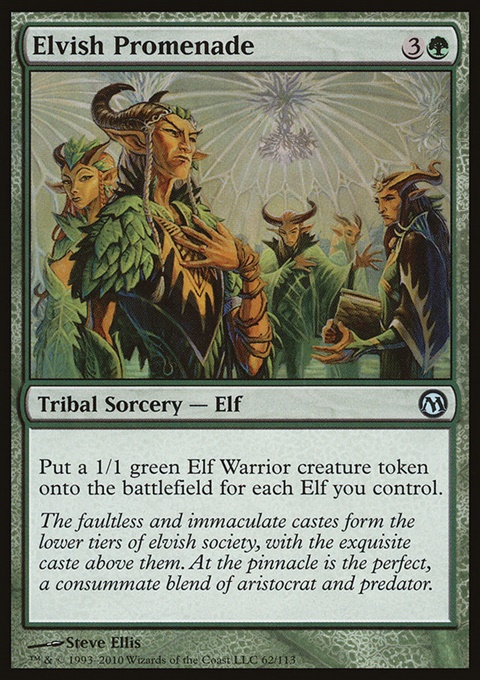 Elvish Promenade 3
Tribal Sorcery — Elf
Put a 1/1 green Elf Warrior creature token
onto the battlefield for each Elf you control.
The faultless and immaculate castes form the
lower tiers of elvish society, with the exquisite
caste above them. At the pinnacle is the perfect,
a consummate blend of aristocrat and predator.
Steve Ellis
™ & © 1993–2010 Wizards of the Coast LLC 62/113